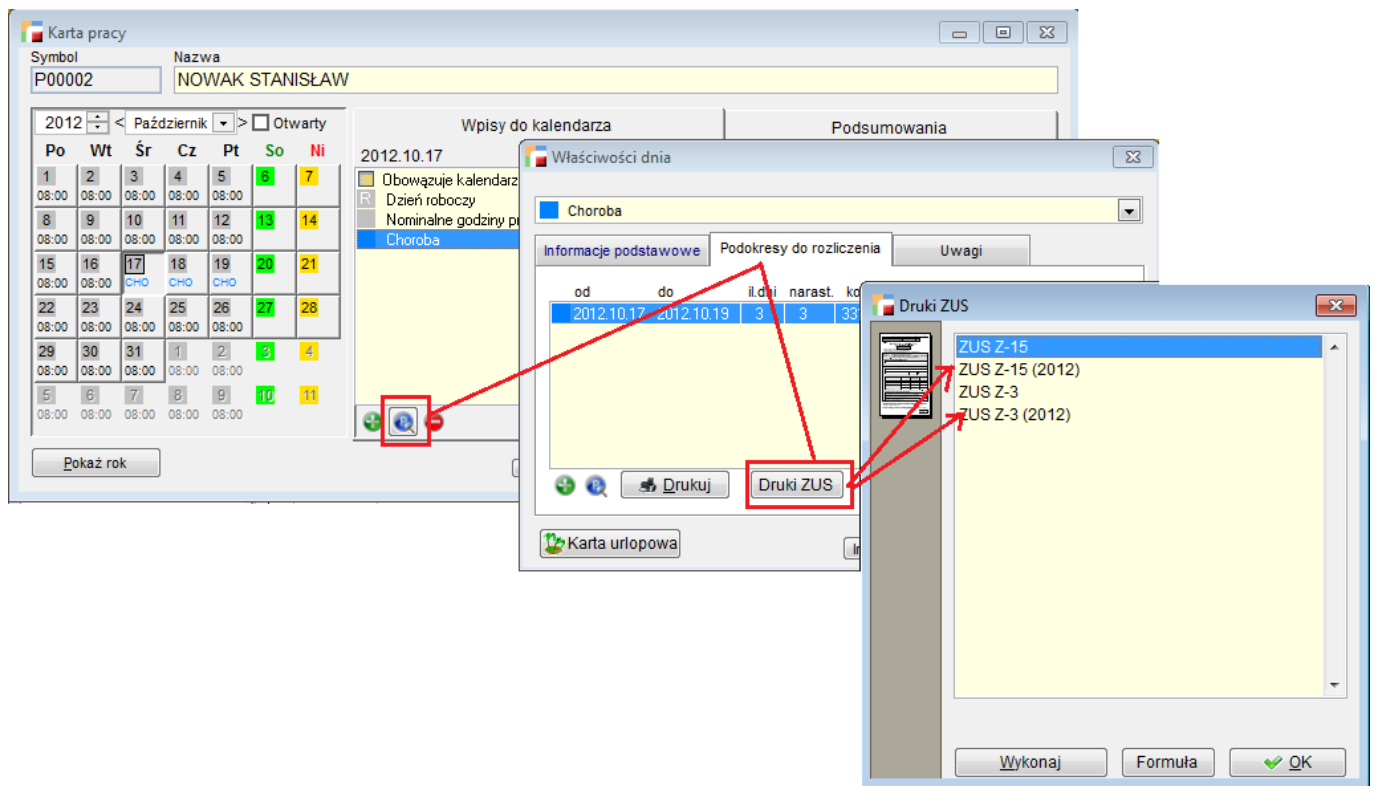 Karta pracy
Symbol Nazwa
P00002 NOWAK STANISŁAW
2012 < Październik > Otwarty
Po Wt Śr Cz Pt So Ni
1 2 3 4 5 6 7
08:00 08:00 08:00 08:00 08:00
8 9 10 11 12 13 14
08:00 08:00 08:00 08:00 08:00
15 16 17 18 19 20 21
08:00 08:00 CHO CHO CHO
22 23 24 25 26 27 28
08:00 08:00 08:00 08:00 08:00
29 30 31 1 2 3 4
08:00 08:00 08:00 08:00 08:00
5 6 7 8 9 10 11
08:00 08:00 08:00 08:00 08:00
Pokaż rok
Wpisy do kalendarza Podsumowania
2012.10.17
Obowązuje kalendarz
R Dzień roboczy
Nominalne godziny
Choroba
Właściwości dnia
Choroba
Informacje podstawowe Podokresy do rozliczenia Uwagi
od do il.dni narast.
2012.10.17 2012.10.19 3 3
Drukuj Druki ZUS
Karta urlopowa
Druki ZUS
ZUS Z-15
ZUS Z-15 (2012)
ZUS Z-3
ZUS Z-3 (2012)
Wykonaj Formuła OK